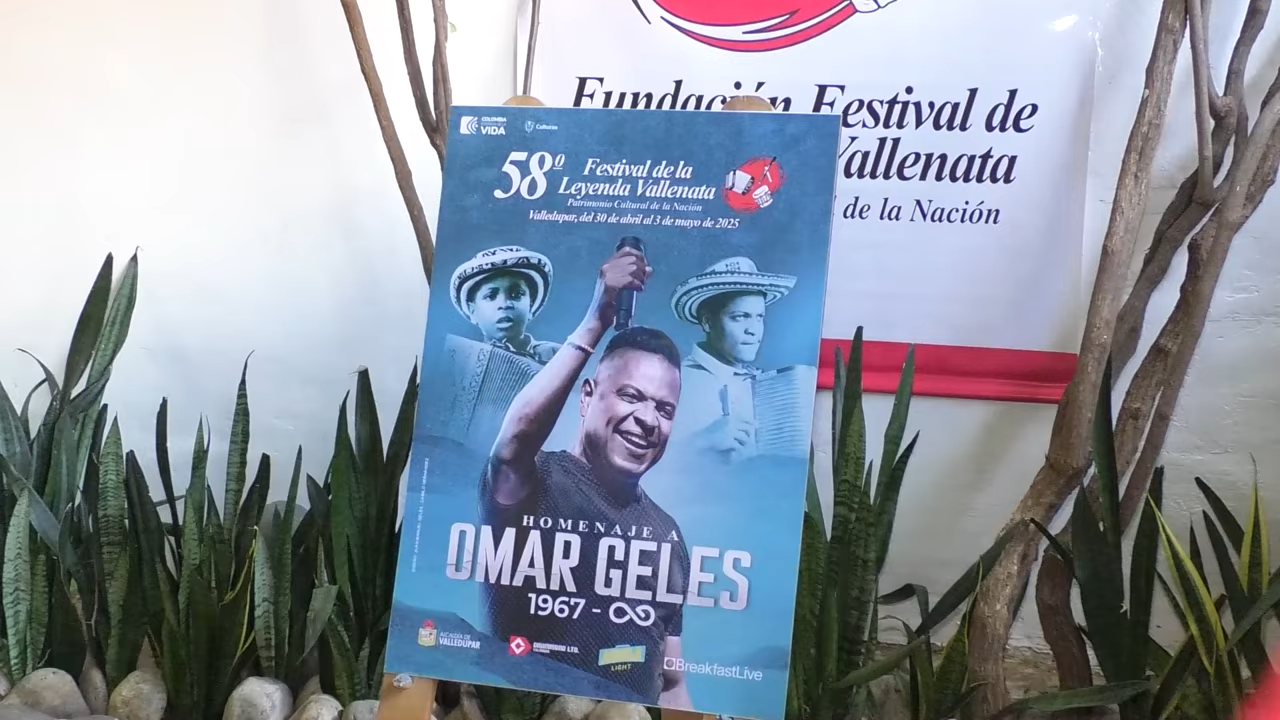 Fundación Festival de
Vallenata
de la Nación
COLOMBIA
VIDA
Culturas
58º
Festival de la
Leyenda Vallenata
Patrimonio Cultural de la Nación
Valledupar, del 30 de abril al 3 de mayo de 2025
HOMENAJE A
OMAR GELES
1967 - ∞
ALCALDÍA DE
VALLEDUPAR
LIGHT
BreakfastLive